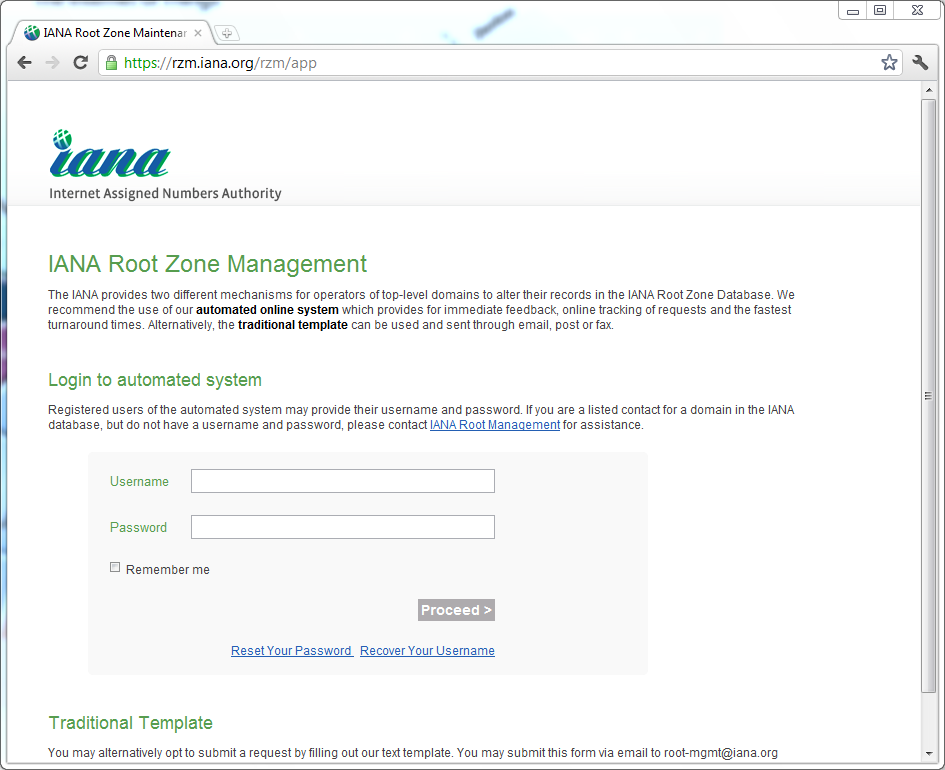 IANA Root Zone Maintenar
https://rzm.iana.org/rzm/app
iana
Internet Assigned Numbers Authority
IANA Root Zone Management
The IANA provides two different mechanisms for operators of top-level domains to alter their records in the IANA Root Zone Database. We
recommend the use of our automated online system which provides for immediate feedback, online tracking of requests and the fastest
turnaround times. Alternatively, the traditional template can be used and sent through email, post or fax.
Login to automated system
Registered users of the automated system may provide their username and password. If you are a listed contact for a domain in the IANA
database, but do not have a username and password, please contact IANA Root Management for assistance.
Username
Password
Remember me
Proceed >
Reset Your Password Recover Your Username
Traditional Template
You may alternatively opt to submit a request by filling out our text template. You may submit this form via email to root-mgmt@iana.org